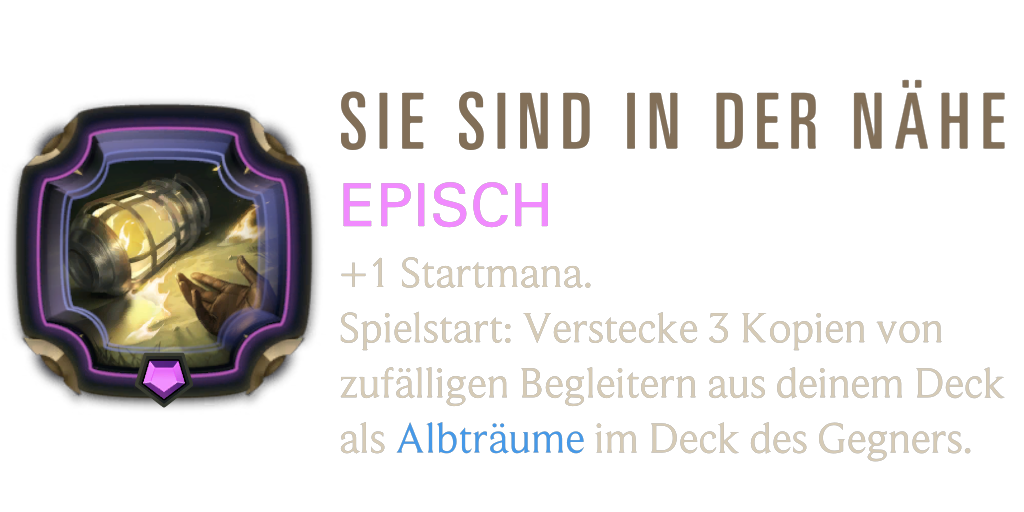 SIE SIND IN DER NÄHE
EPISCH
+1 Startmana.
Spielstart: Verstecke 3 Kopien von
zufälligen Begleitern aus deinem Deck
als Albträume im Deck des Gegners.